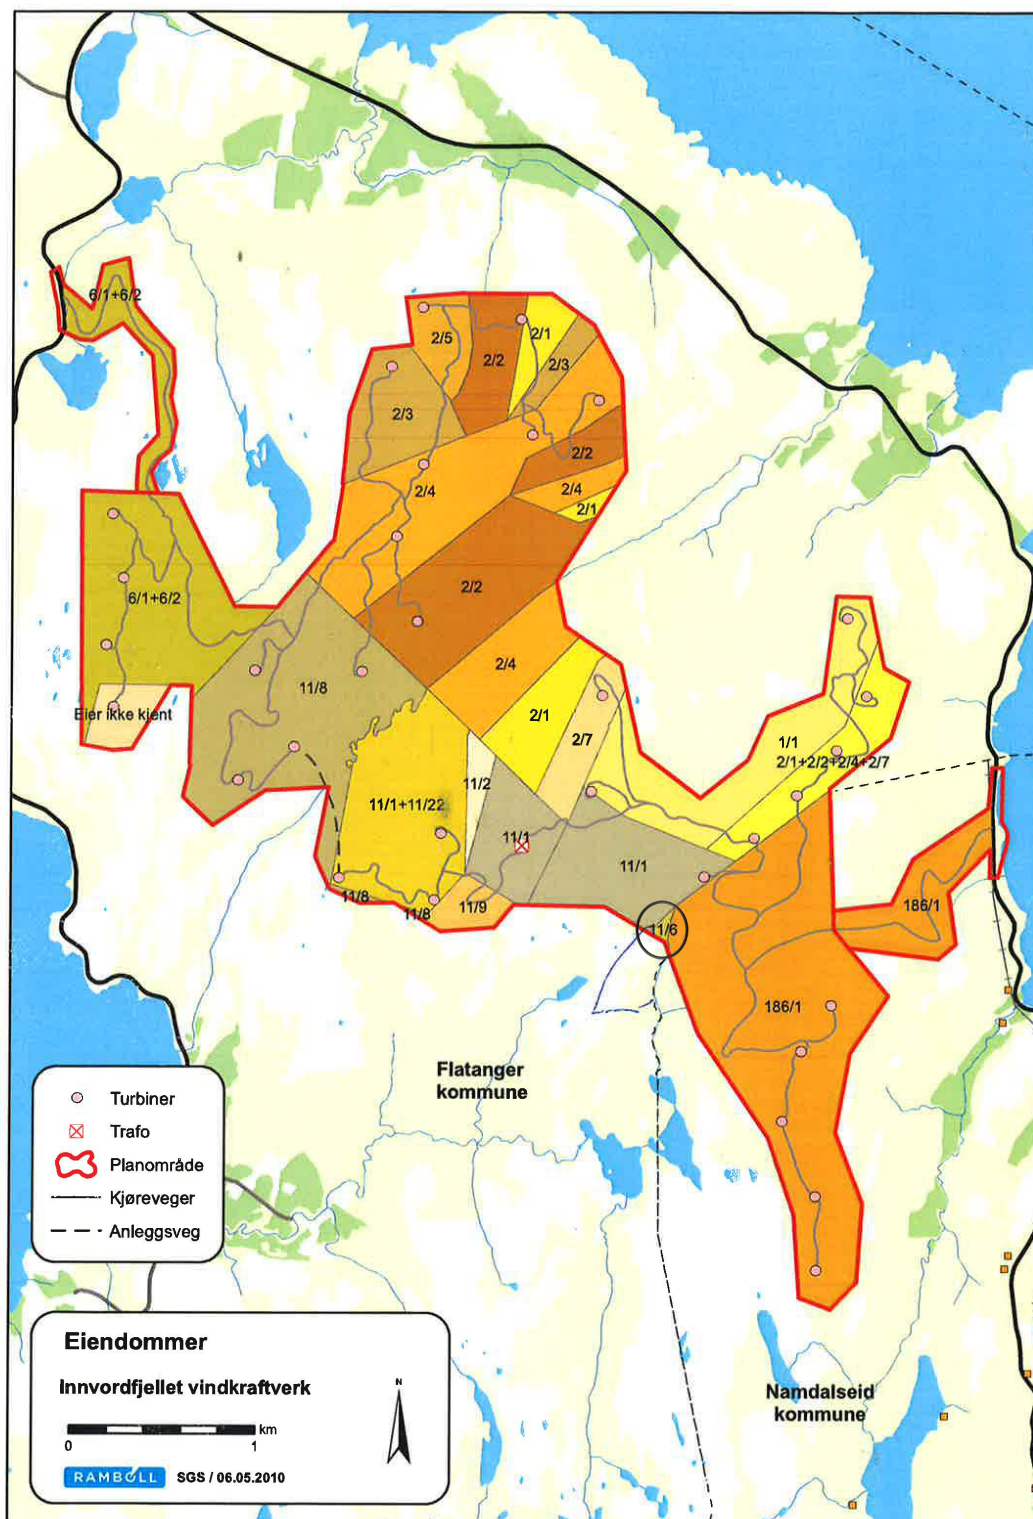 6/1+6/2
2/5
2/2
2/1
2/3
2/3
2/2
2/4
2/4
2/1
6/1+6/2
2/2
2/4
11/8
Eier ikke kjent
2/1
2/7
1/1
2/1+2/2+2/4+2/7
11/2
11/1+11/22
11/1
11/1
11/8
11/8
11/9
186/1
11/6
186/1
Flatanger
kommune
Turbiner
Trafo
Planområde
Kjøreveger
Anleggsveg
Eiendommer
Innvordfjellet vindkraftverk
N
km
0
1
RAMBØLL
SGS / 06.05.2010
Namdalseid
kommune